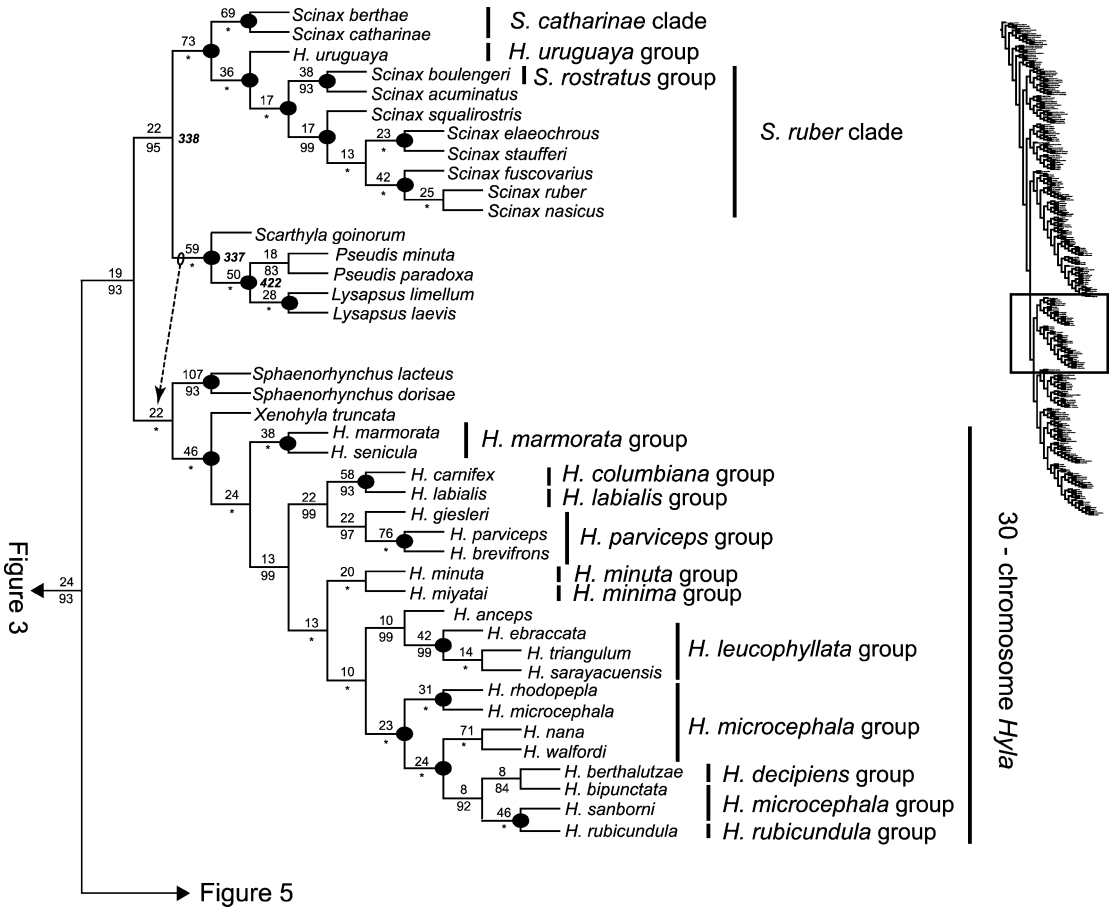 69
*
Scinax berthae
Scinax catharinae
S. catharinae clade
73
*
H. uruguaya
H. uruguaya group
36
*
38
93
Scinax boulengeri
S. rostratus group
Scinax acuminatus
17
*
Scinax squalirostris
17
99
23
*
Scinax elaeochrous
Scinax staufferi
S. ruber clade
13
*
Scinax fuscovarius
42
*
25
*
Scinax ruber
Scinax nasicus
22
95
338
Scarthyla goinorum
59
*
337
18
83
Pseudis minuta
Pseudis paradoxa
50
*
422
28
*
Lysapsus limellum
Lysapsus laevis
19
93
107
93
Sphaenorhynchus lacteus
Sphaenorhynchus dorisae
22
*
Xenohyla truncata
46
*
38
*
H. marmorata
H. senicula
H. marmorata group
24
*
58
93
H. carnifex
H. columbiana group
H. labialis
H. labialis group
22
99
22
97
H. giesleri
76
*
H. parviceps
H. brevifrons
H. parviceps group
13
99
20
*
H. minuta
H. minuta group
H. miyatai
H. minima group
13
*
10
99
H. anceps
42
99
H. ebraccata
14
*
H. triangulum
H. sarayacuensis
H. leucophyllata group
10
*
31
*
H. rhodopepla
H. microcephala
H. microcephala group
23
*
71
*
H. nana
H. walfordi
24
*
8
84
H. berthalutzae
H. decipiens group
H. bipunctata
8
92
46
*
H. sanborni
H. microcephala group
H. rubicundula
H. rubicundula group
30 - chromosome Hyla
24
93
Figure 3
Figure 5